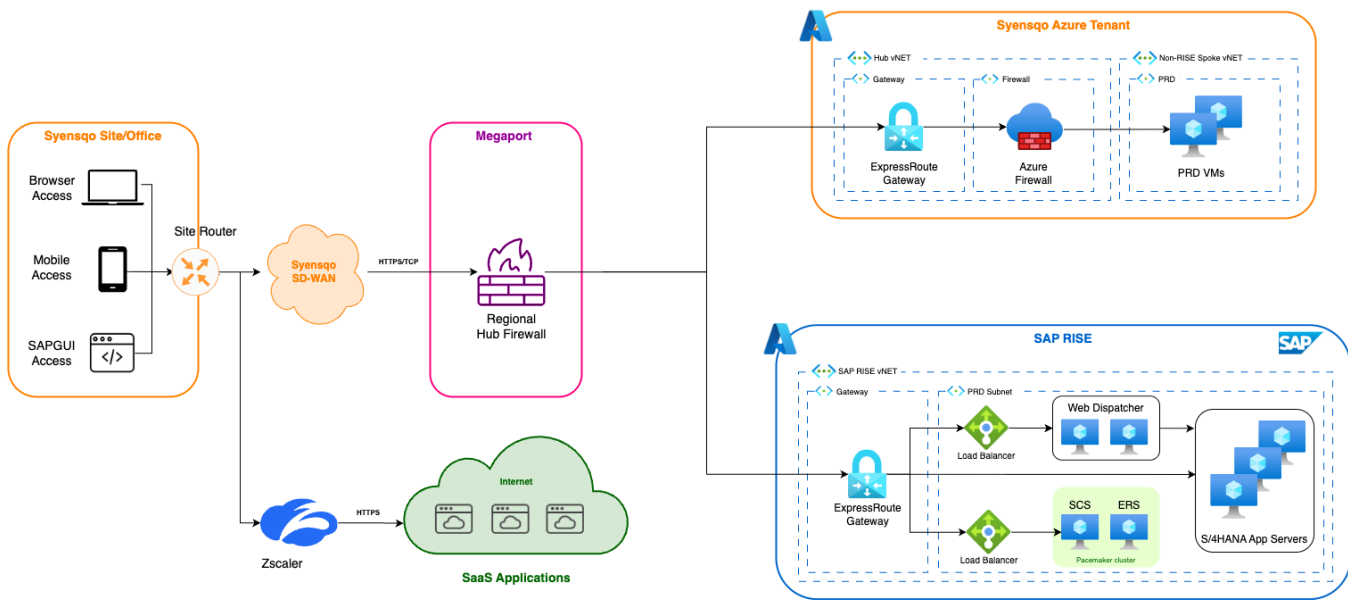 Syensqo Azure Tenant
Hub vNET
Non-RISE Spoke vNET
Gateway
Firewall
PRD
ExpressRoute
Gateway
Azure
Firewall
PRD VMs
Syensqo Site/Office
Browser
Access
Mobile
Access
SAPGUI
Access
Site Router
Syensqo
SD-WAN
HTTPS/TCP
Megaport
Regional
Hub Firewall
Zscaler
HTTPS
Internet
SaaS Applications
SAP RISE
SAP
SAP RISE vNET
Gateway
PRD Subnet
ExpressRoute
Gateway
Load Balancer
Web Dispatcher
Load Balancer
SCS
ERS
Pacemaker cluster
S/4HANA App Servers